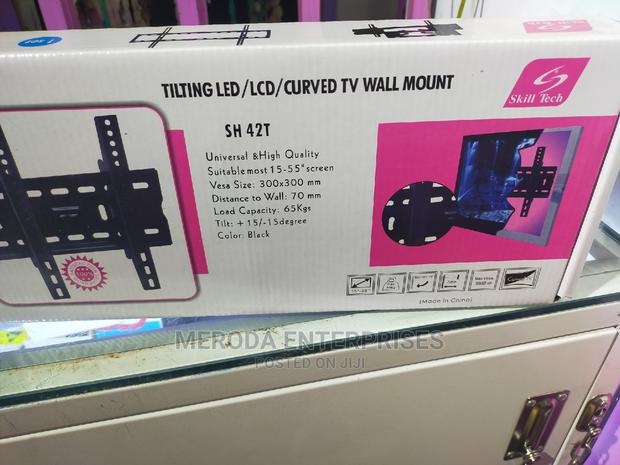 TILTING LED/LCD/CURVED TV WALL MOUNT
Skill Tech
SH 42T
Universal &High Quality
Suitable most 15-55"screen
Vesa Size: 300x300 mm
Distance to Wall: 70 mm
Load Capacity: 65Kgs
Tilt: +15/-15degree
Color: Black
(Made in China)
MERODA ENTERPRISES
POSTED ON JIJI